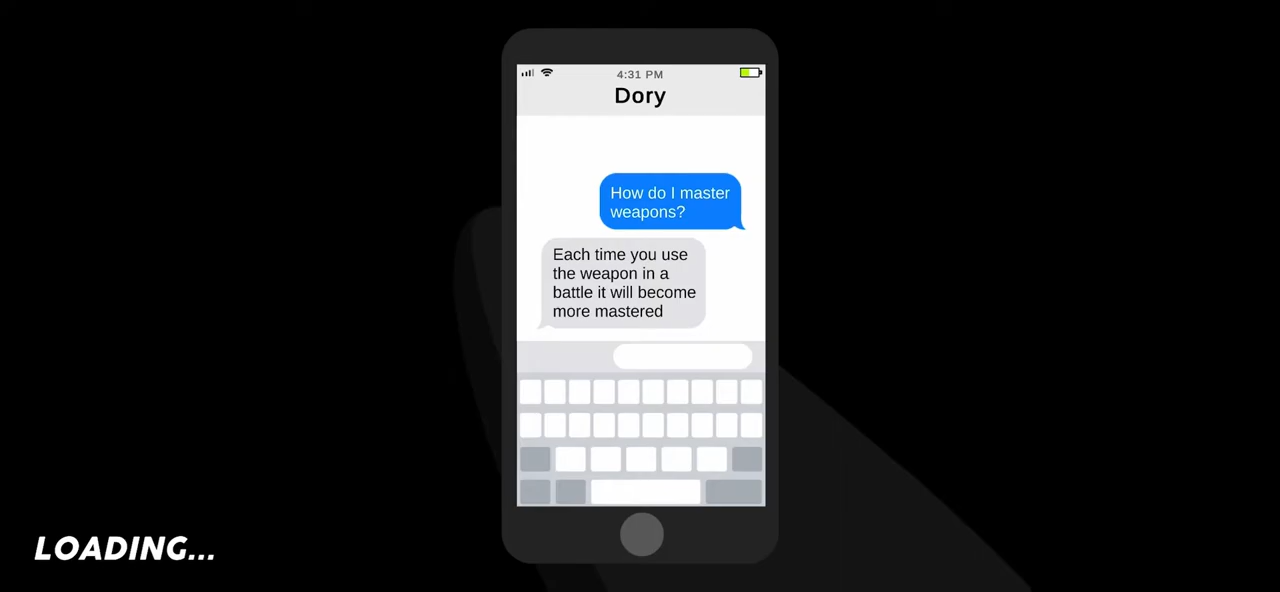 4:31 PM
Dory
How do I master
weapons?
Each time you use
the weapon in a
battle it will become
more mastered
LOADING...